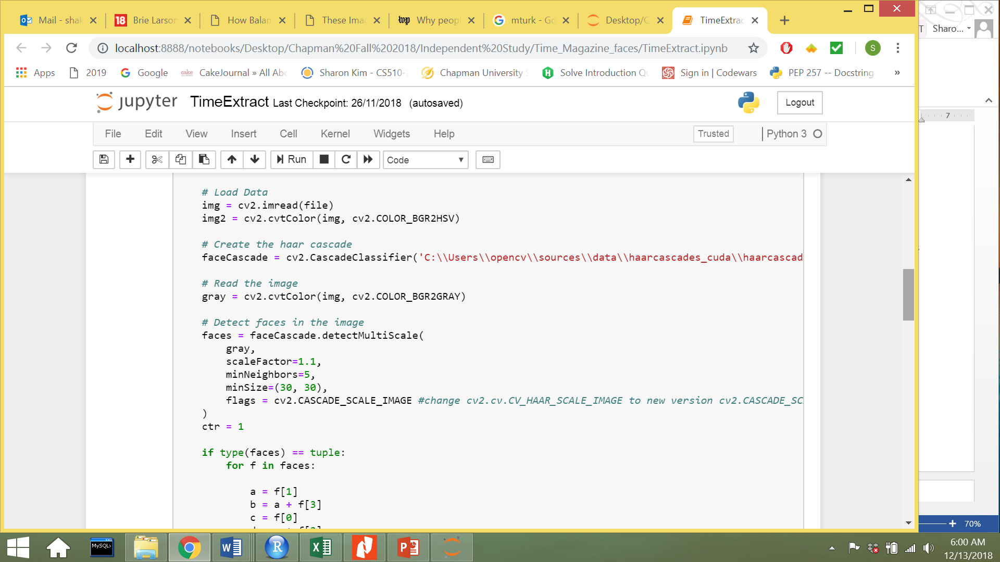 Mail - shak
Brie Larson
How Balan
These Ima
Why peopl
mturk - Go
Desktop/C
TimeExtrac
Sharo...
localhost:8888/notebooks/Desktop/Chapman%20Fall%202018/Independent%20Study/Time_Magazine_faces/TimeExtract.ipynb
S
Apps
2019
Google
CakeJournal » All Abo
Sharon Kim - CS510-
Chapman University
Solve Introduction Qu
Sign in | Codewars
PEP 257 -- Docstring
»
jupyter TimeExtract Last Checkpoint: 26/11/2018 (autosaved)
Logout
7
File Edit View Insert Cell Kernel Widgets Help
Trusted
Python 3
Run
Code
# Load Data
img = cv2.imread(file)
img2 = cv2.cvtColor(img, cv2.COLOR_BGR2HSV)
# Create the haar cascade
faceCascade = cv2.CascadeClassifier('C:\\Users\\opencv\\sources\\data\\haarcascades_cuda\\haarcascad
# Read the image
gray = cv2.cvtColor(img, cv2.COLOR_BGR2GRAY)
# Detect faces in the image
faces = faceCascade.detectMultiScale(
gray,
scaleFactor=1.1,
minNeighbors=5,
minSize=(30, 30),
flags = cv2.CASCADE_SCALE_IMAGE #change cv2.cv.CV_HAAR_SCALE_IMAGE to new version cv2.CASCADE_SC
)
ctr = 1
if type(faces) == tuple:
for f in faces:
a = f[1]
b = a + f[3]
c = f[0]
70%
MySQL>
6:00 AM
12/13/2018